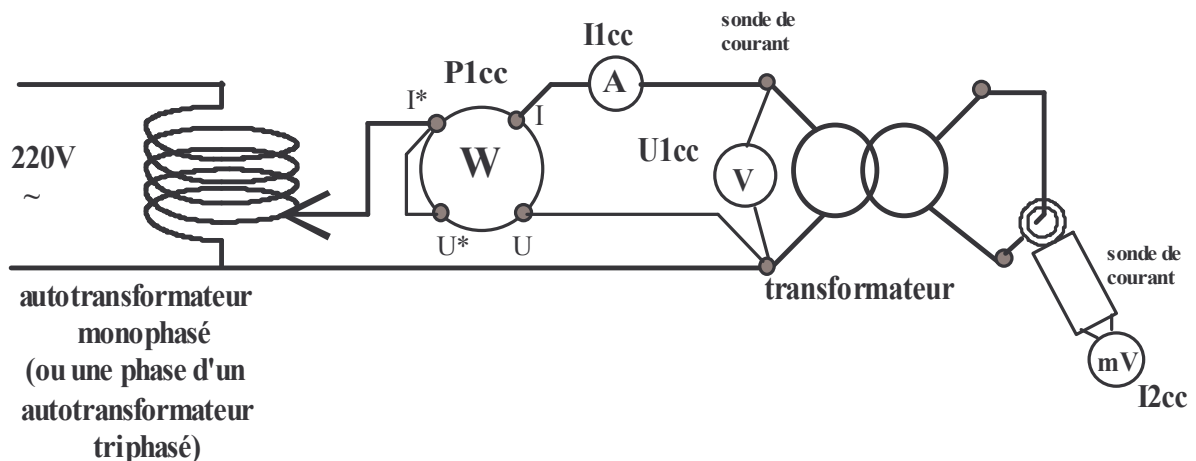 sonde de
courant
I1cc
P1cc
A
I*
I
220V
~
W
U1cc
V
U*
U
sonde de
courant
transformateur
autotransformateur
monophasé
(ou une phase d'un
autotransformateur
triphasé)
mV
I2cc